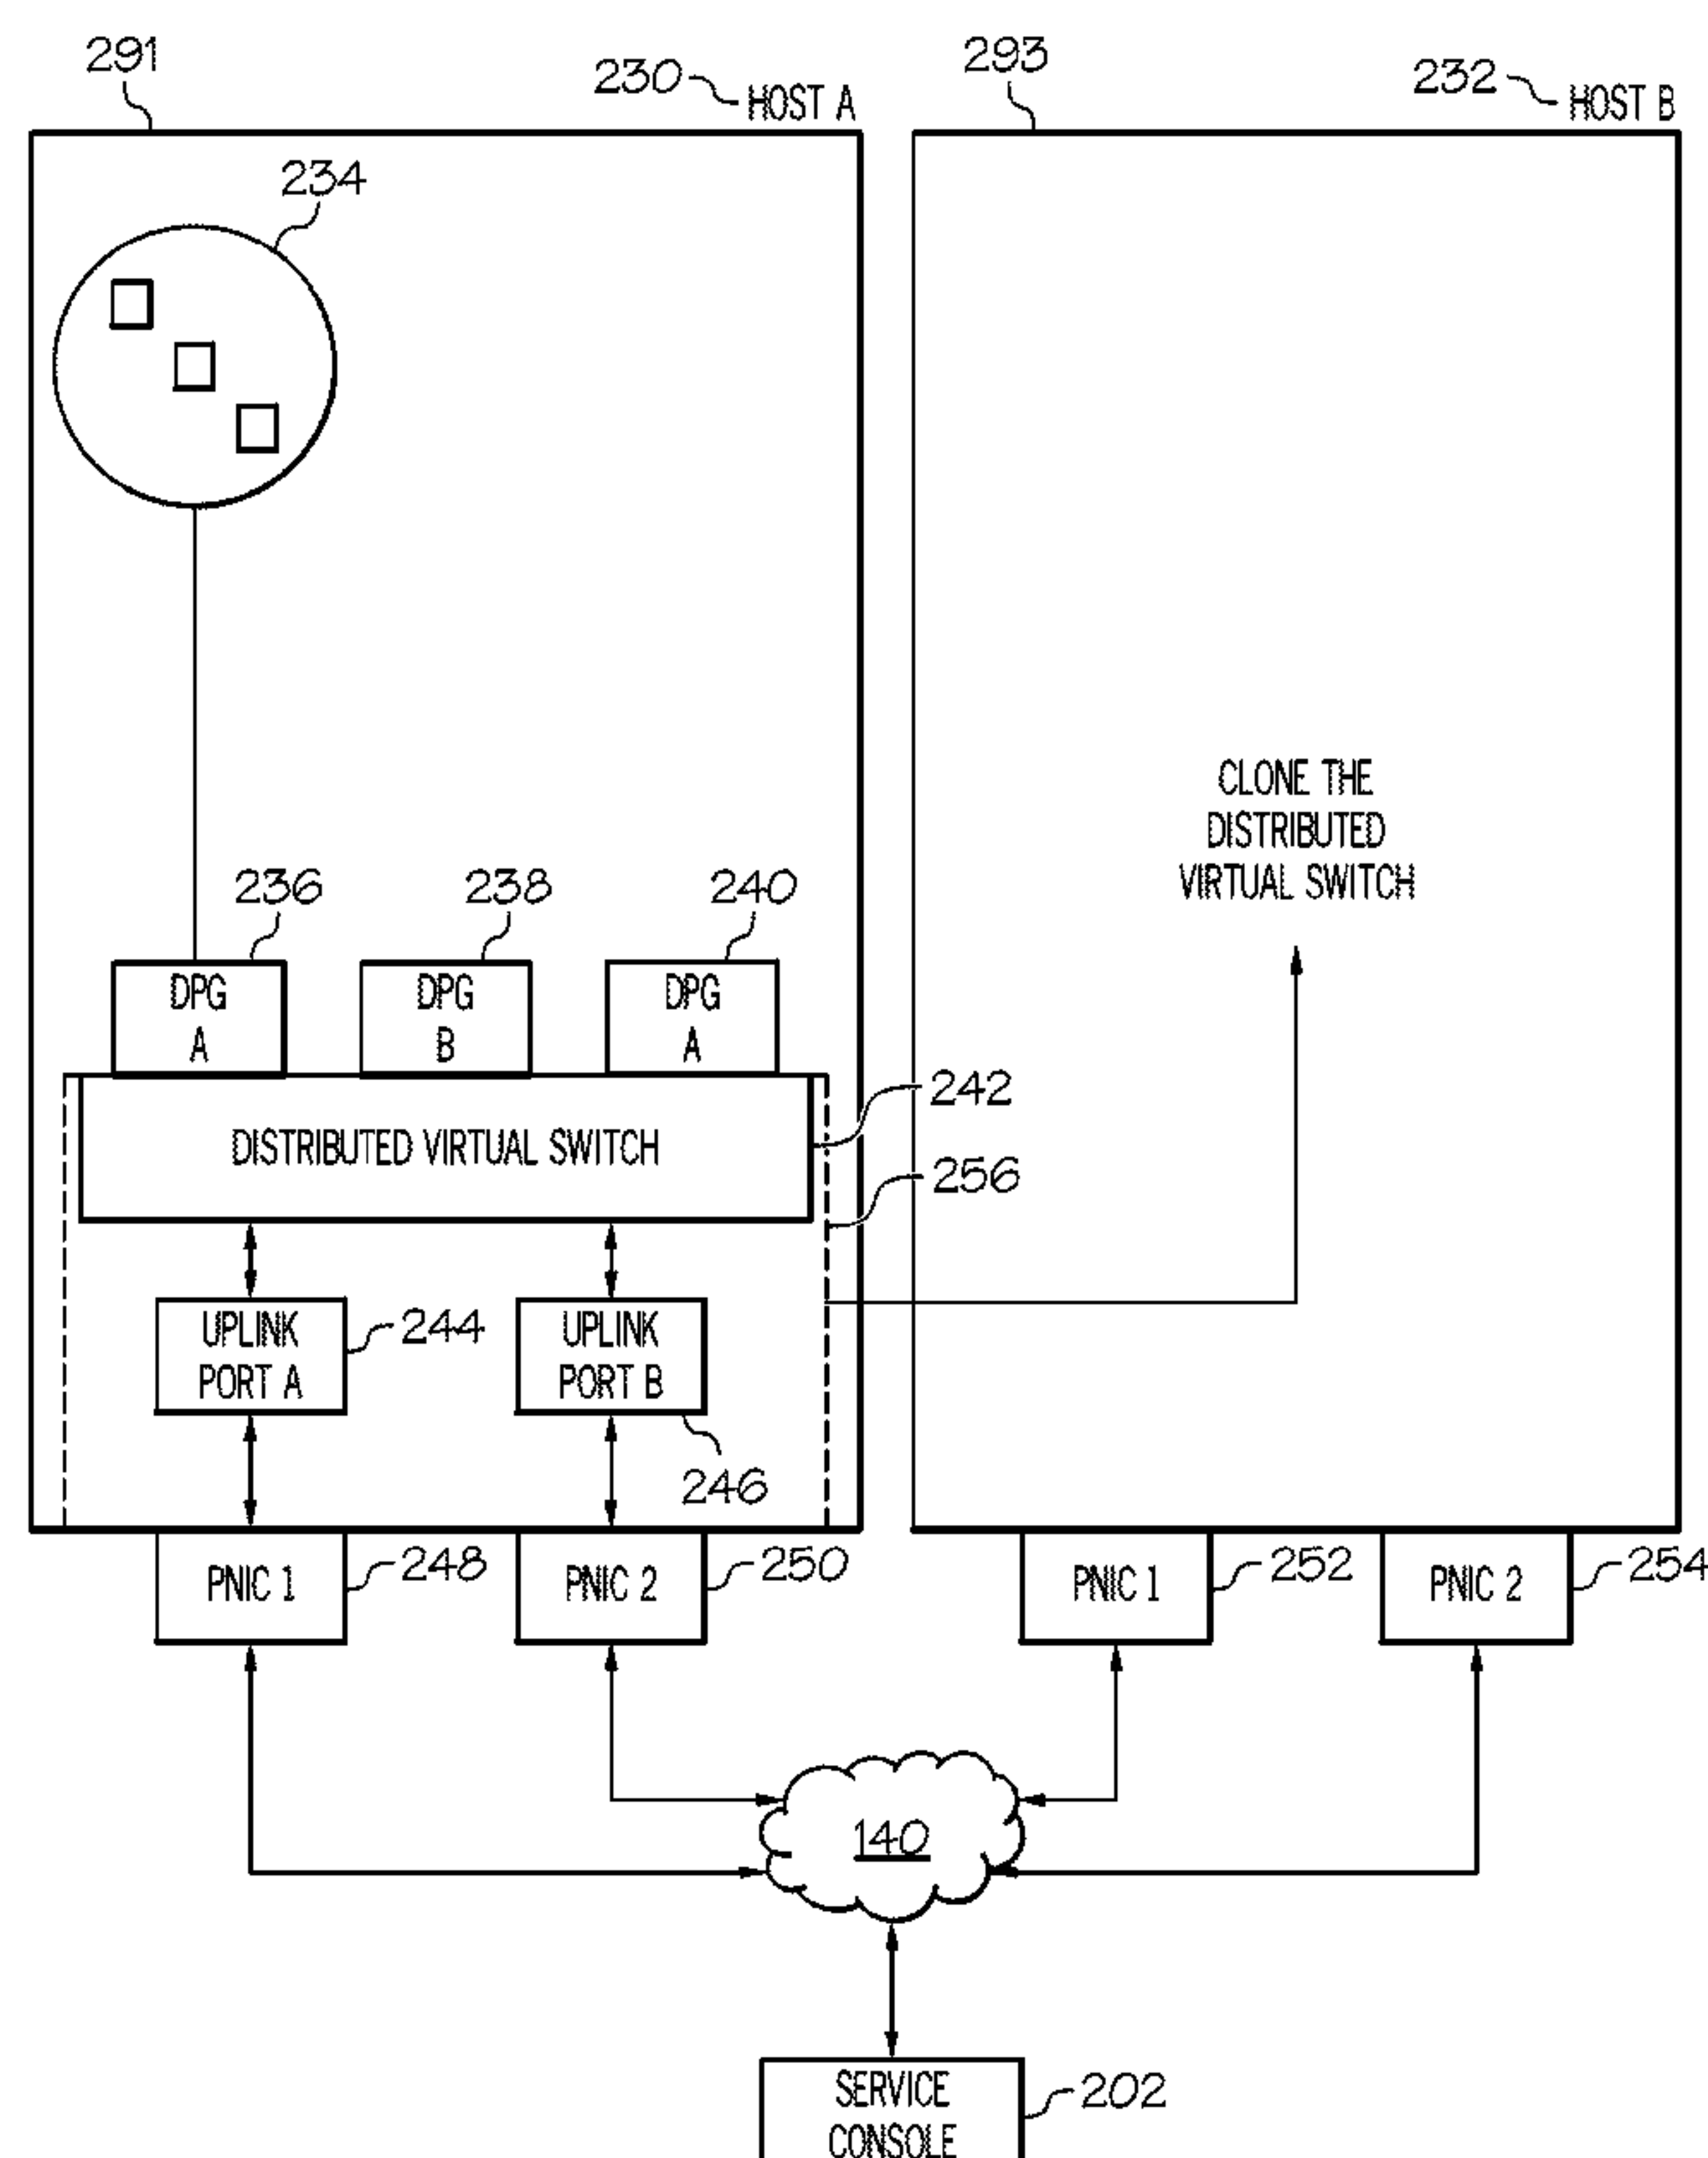 291
230 HOST A
293
232 HOST B
234
CLONE THE
DISTRIBUTED
VIRTUAL SWITCH
236
238
240
DPG
A
DPG
B
DPG
A
242
DISTRIBUTED VIRTUAL SWITCH
256
UPLINK
PORT A
244
UPLINK
PORT B
246
PNIC 1
248
PNIC 2
250
PNIC 1
252
PNIC 2
254
140
SERVICE
CONSOLE
202